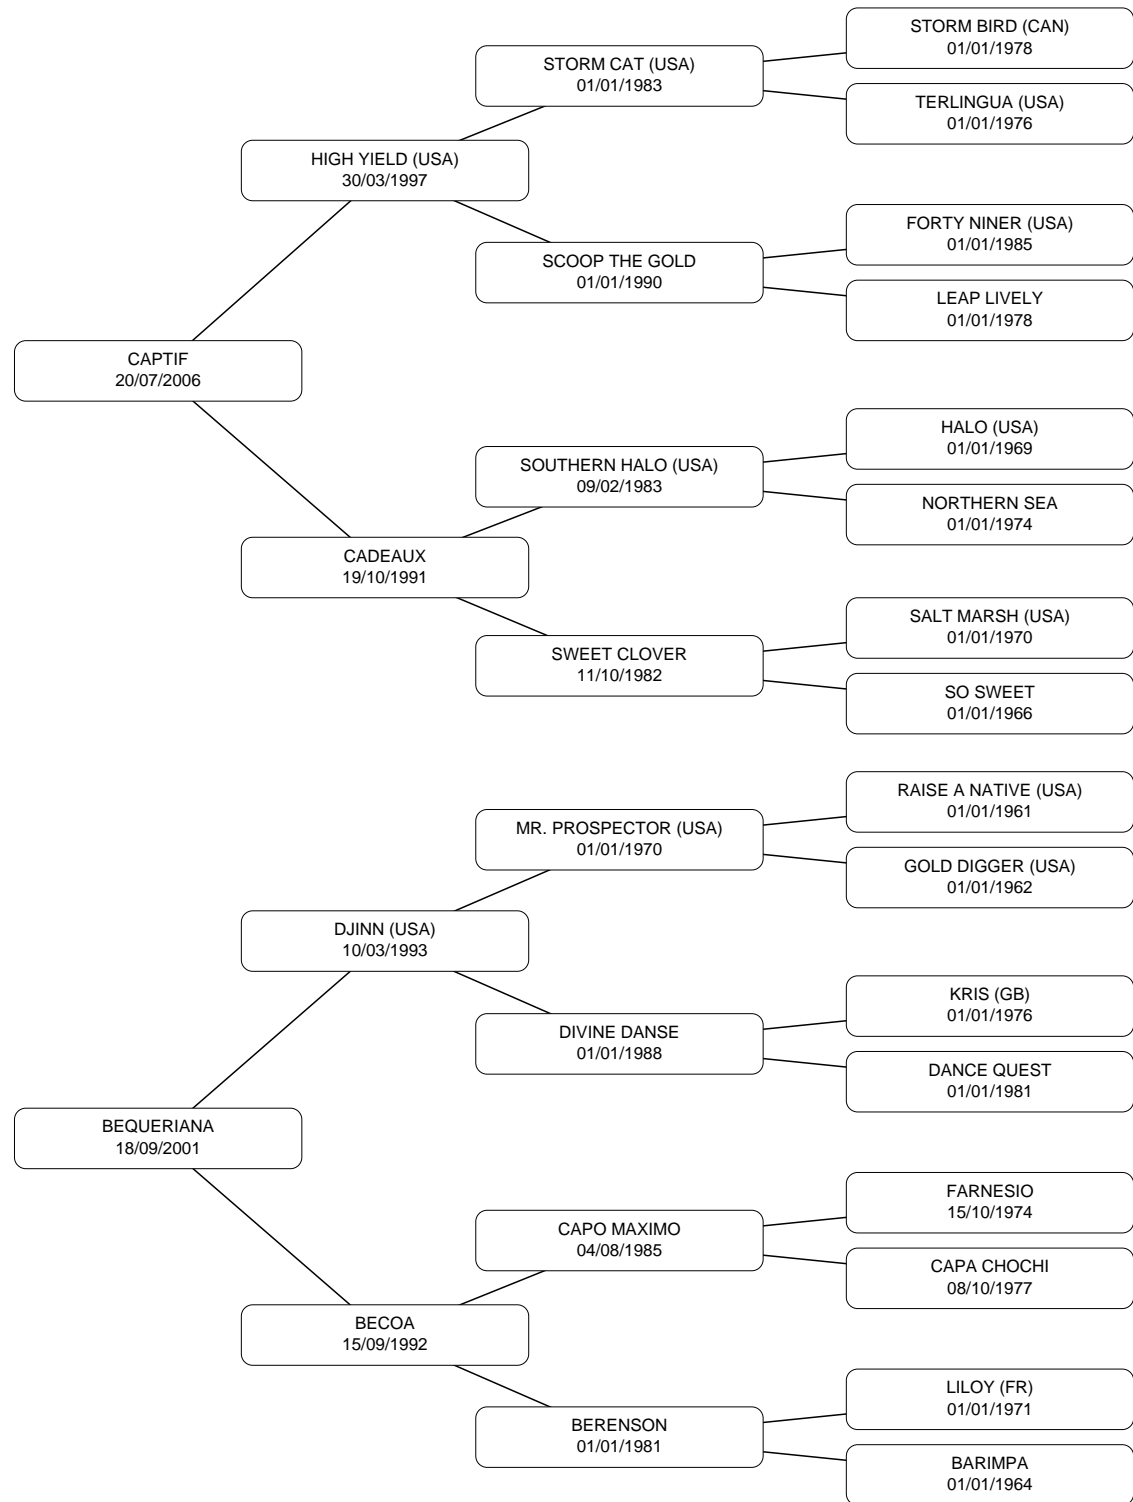 STORM BIRD (CAN)
01/01/1978
STORM CAT (USA)
01/01/1983
TERLINGUA (USA)
01/01/1976
HIGH YIELD (USA)
30/03/1997
FORTY NINER (USA)
01/01/1985
SCOOP THE GOLD
01/01/1990
LEAP LIVELY
01/01/1978
CAPTIF
20/07/2006
HALO (USA)
01/01/1969
SOUTHERN HALO (USA)
09/02/1983
NORTHERN SEA
01/01/1974
CADEAUX
19/10/1991
SALT MARSH (USA)
01/01/1970
SWEET CLOVER
11/10/1982
SO SWEET
01/01/1966
RAISE A NATIVE (USA)
01/01/1961
MR. PROSPECTOR (USA)
01/01/1970
GOLD DIGGER (USA)
01/01/1962
DJINN (USA)
10/03/1993
KRIS (GB)
01/01/1976
DIVINE DANSE
01/01/1988
DANCE QUEST
01/01/1981
BEQUERIANA
18/09/2001
FARNESIO
15/10/1974
CAPO MAXIMO
04/08/1985
CAPA CHOCHI
08/10/1977
BECOA
15/09/1992
LILOY (FR)
01/01/1971
BERENSON
01/01/1981
BARIMPA
01/01/1964